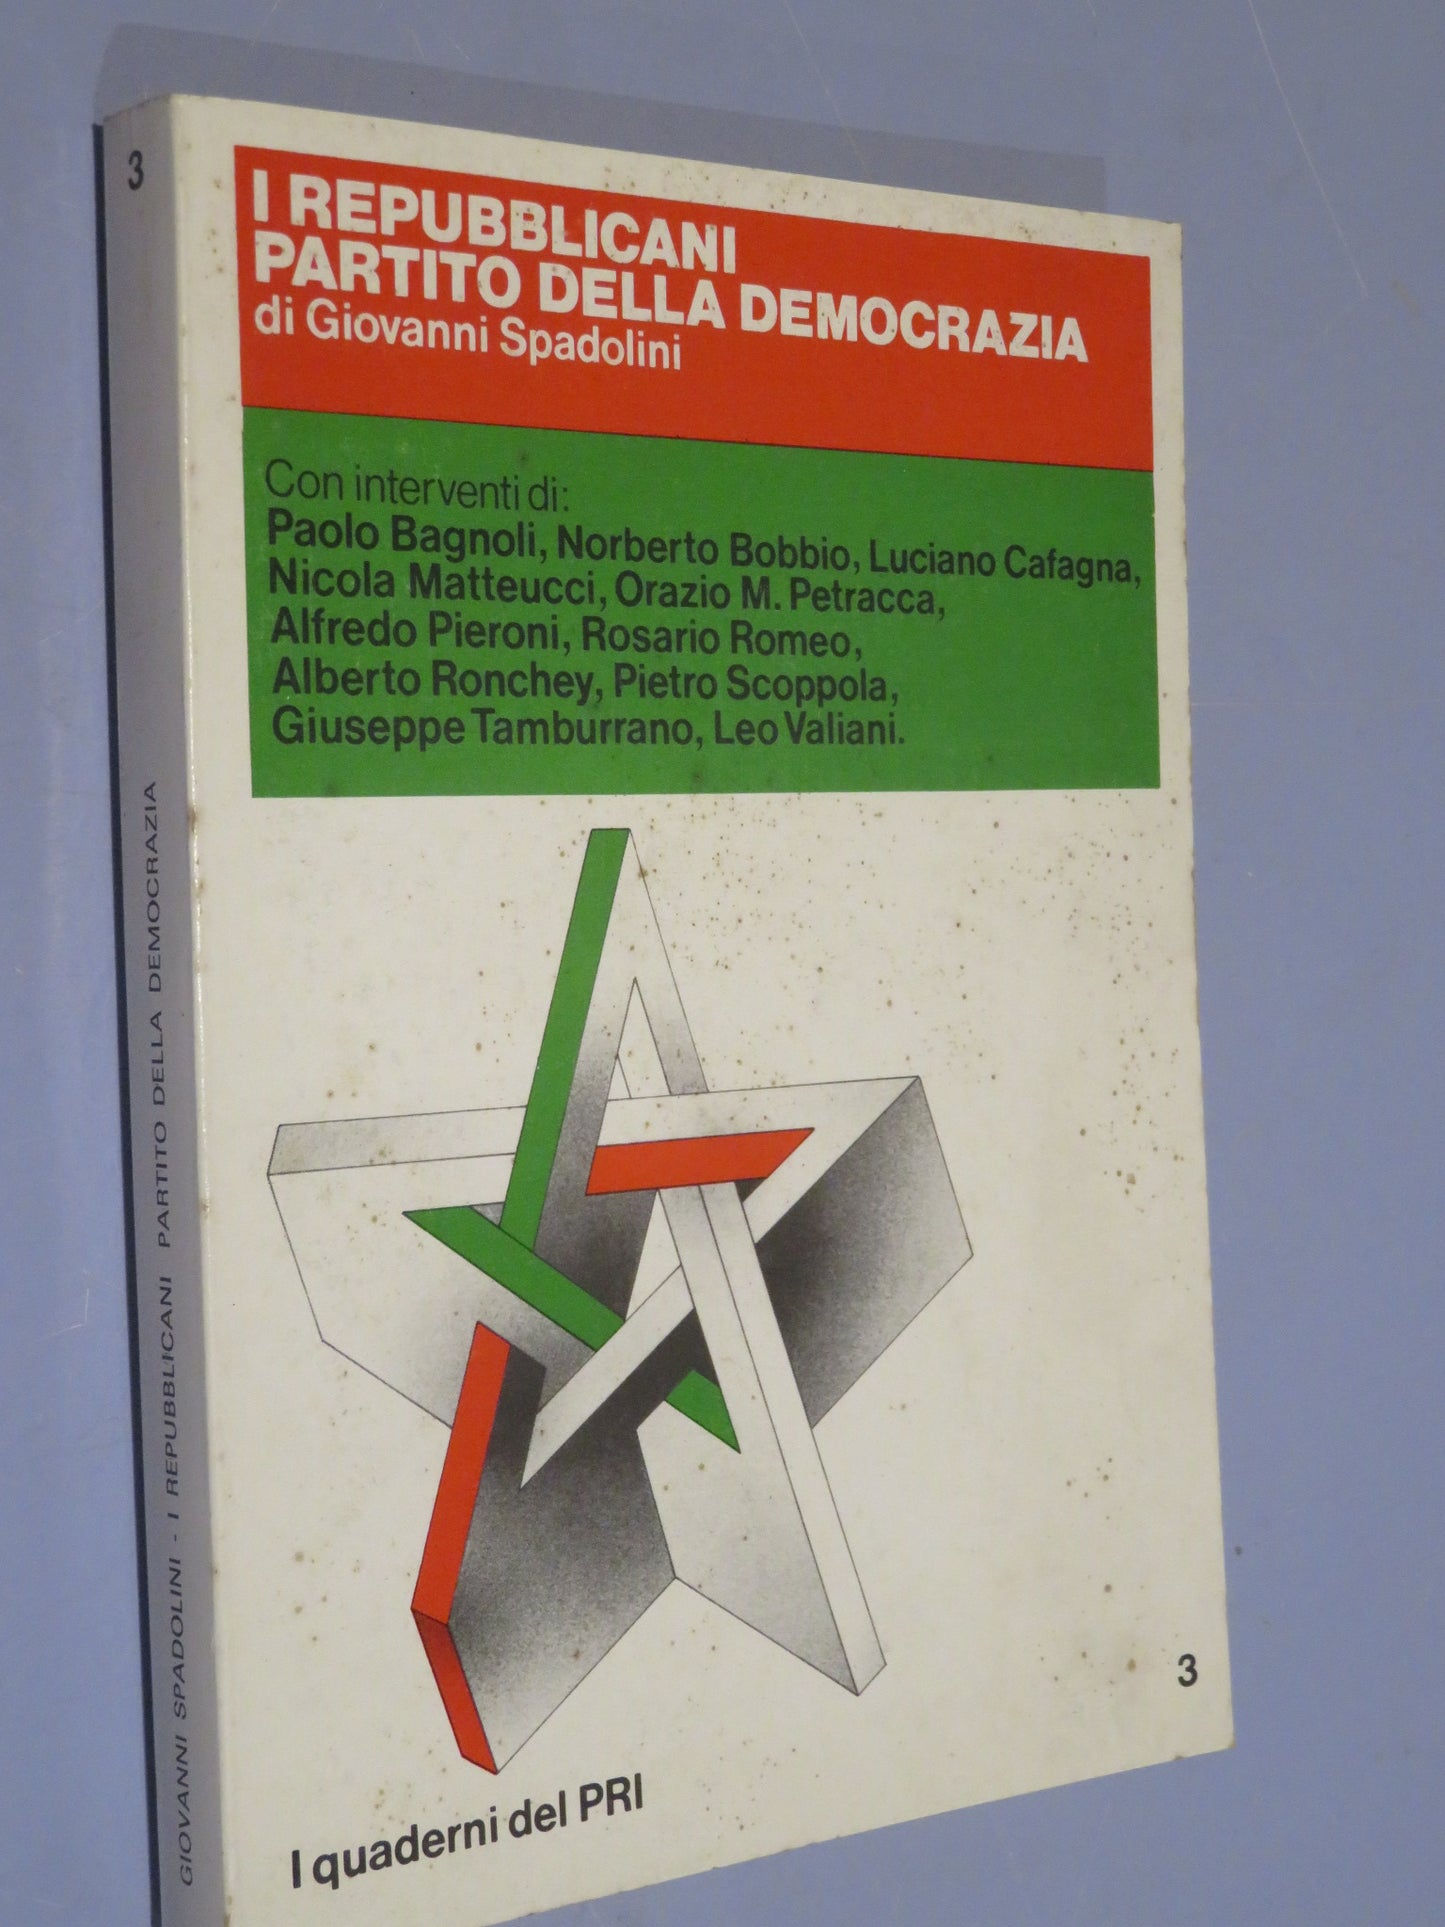 3
GIOVANNI SPADOLINI - I REPUBBLICANI PARTITO DELLA DEMOCRAZIA
I REPUBBLICANI
PARTITO DELLA DEMOCRAZIA
di Giovanni Spadolini
Con interventi di:
Paolo Bagnoli, Norberto Bobbio, Luciano Cafagna,
Nicola Matteucci, Orazio M. Petracca,
Alfredo Pieroni, Rosario Romeo,
Alberto Ronchey, Pietro Scoppola,
Giuseppe Tamburrano, Leo Valiani.
3
I quaderni del PRI